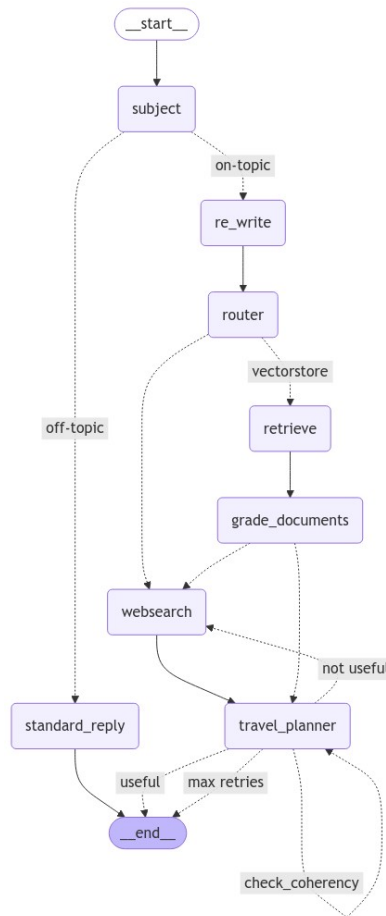 __start__
subject
on-topic
re_write
router
vectorstore
off-topic
retrieve
grade_documents
websearch
not useful
standard_reply
travel_planner
useful
max retries
__end__
check_coherency